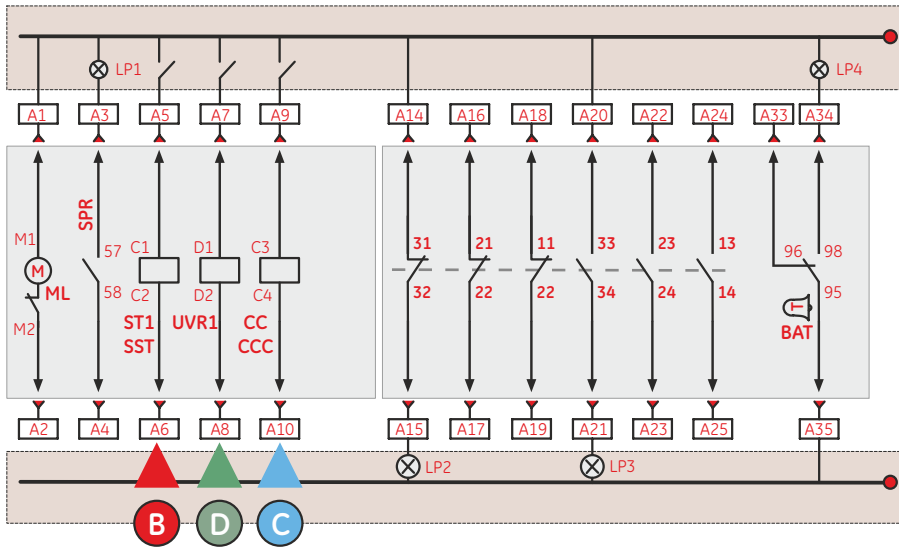 LP1
LP4
A1 A3 A5 A7 A9 A14 A16 A18 A20 A22 A24 A33 A34
SPR
M1 57 C1 D1 C3 31 21 11 33 23 13 96 98
M
ML
M2 58 C2 D2 C4 32 22 22 34 24 14 95
T
ST1 UVR1 CC BAT
SST CCC
A2 A4 A6 A8 A10 A15 A17 A19 A21 A23 A25 A35
LP2 LP3
B D C